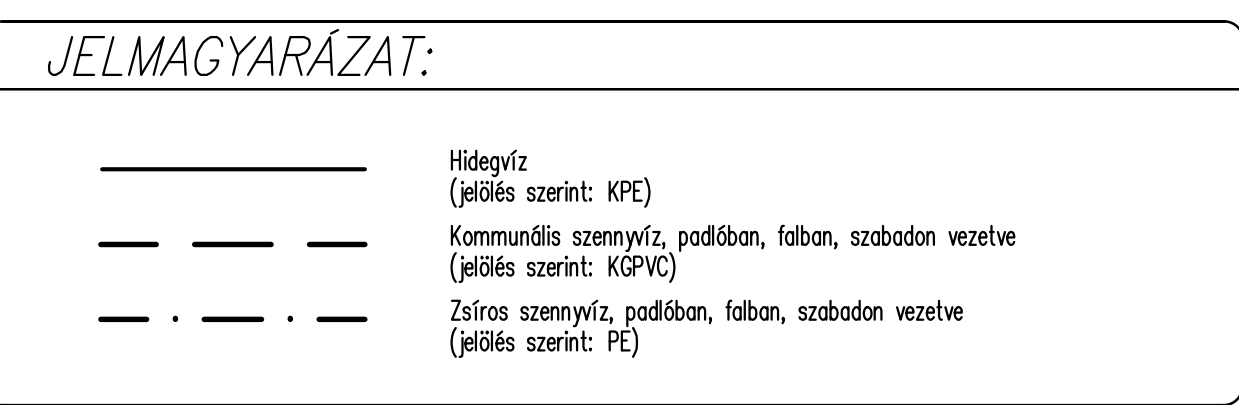 JELMAGYARÁZAT:
Hidegvíz
(jelölés szerint: KPE)
Kommunális szennyvíz, padlóban, falban, szabadon vezetve
(jelölés szerint: KGPVC)
Zsíros szennyvíz, padlóban, falban, szabadon vezetve
(jelölés szerint: PE)